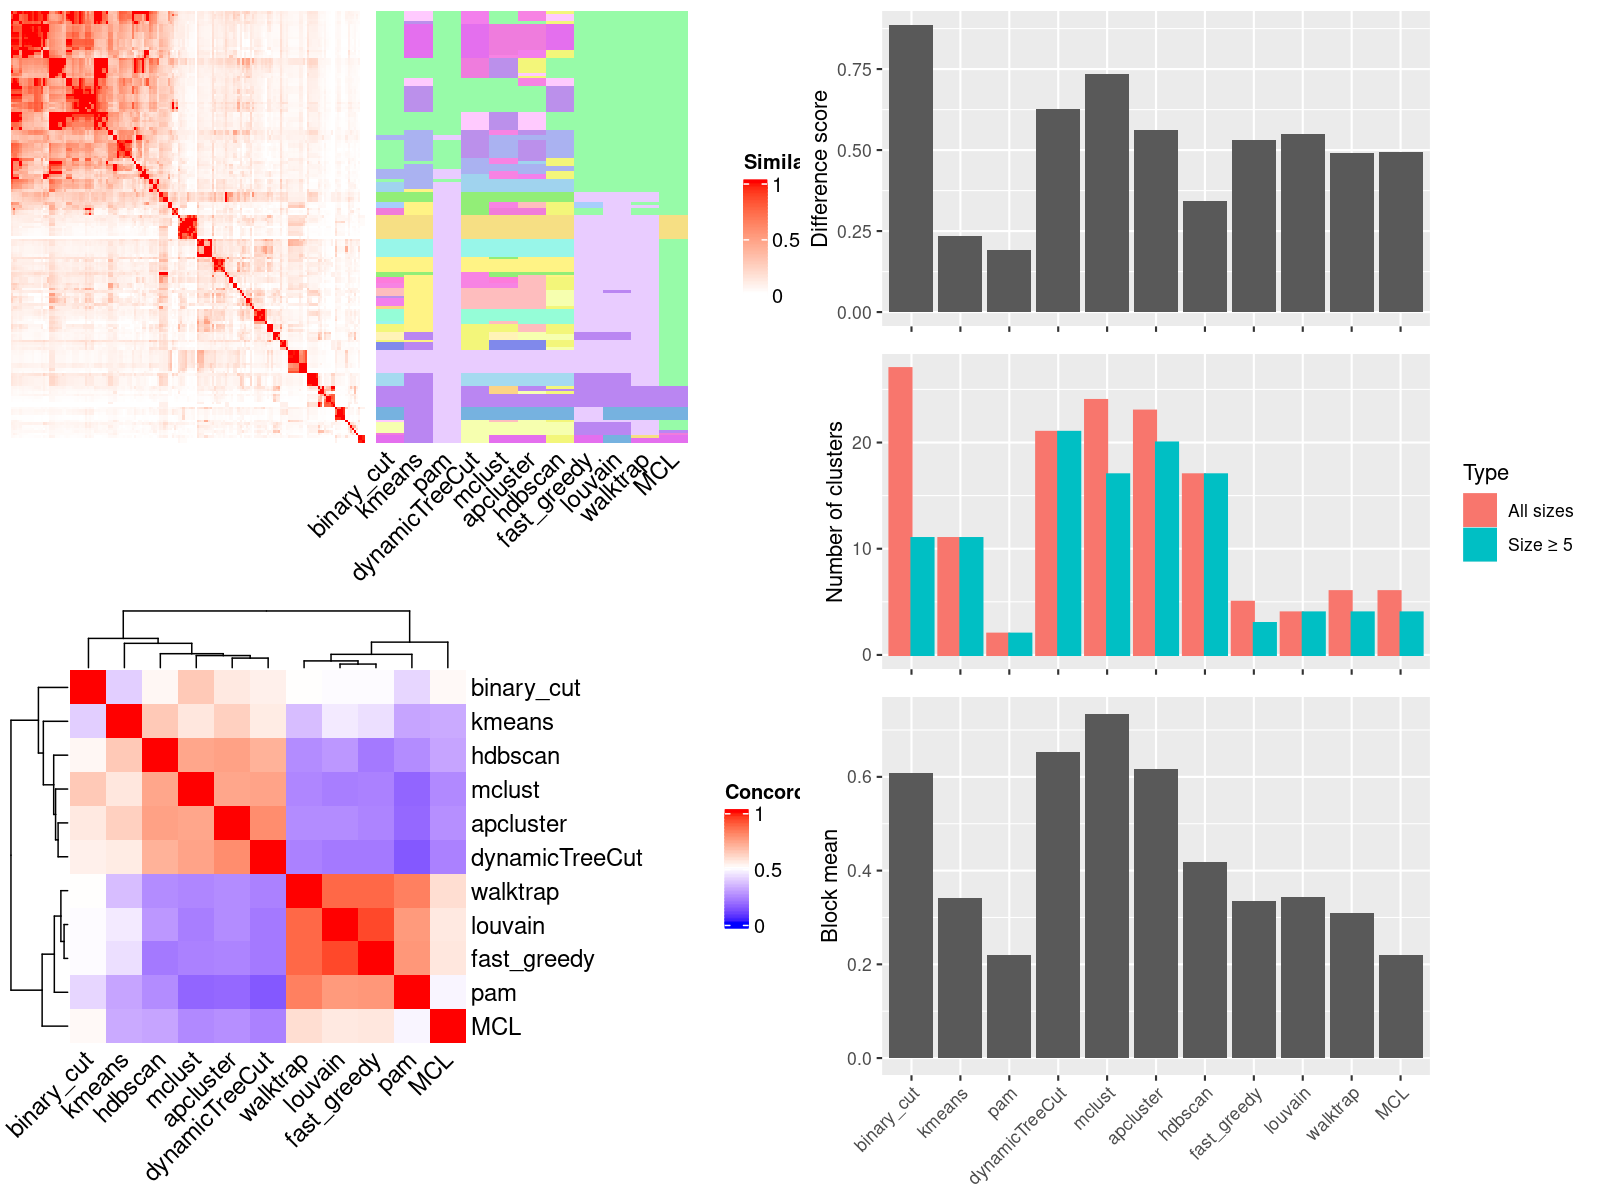 Simila
1
0.5
0
binary_cut
kmeans
pam
dynamicTreeCut
mclust
apcluster
hdbscan
fast_greedy
louvain
walktrap
MCL
Difference score
0.75
0.50
0.25
0.00
Number of clusters
20
10
0
Type
All sizes
Size ≥ 5
binary_cut
kmeans
hdbscan
mclust
apcluster
dynamicTreeCut
walktrap
louvain
fast_greedy
pam
MCL
binary_cut
kmeans
hdbscan
mclust
apcluster
dynamicTreeCut
walktrap
louvain
fast_greedy
pam
MCL
Concord
1
0.5
0
Block mean
0.6
0.4
0.2
0.0
binary_cut
kmeans
pam
dynamicTreeCut
mclust
apcluster
hdbscan
fast_greedy
louvain
walktrap
MCL